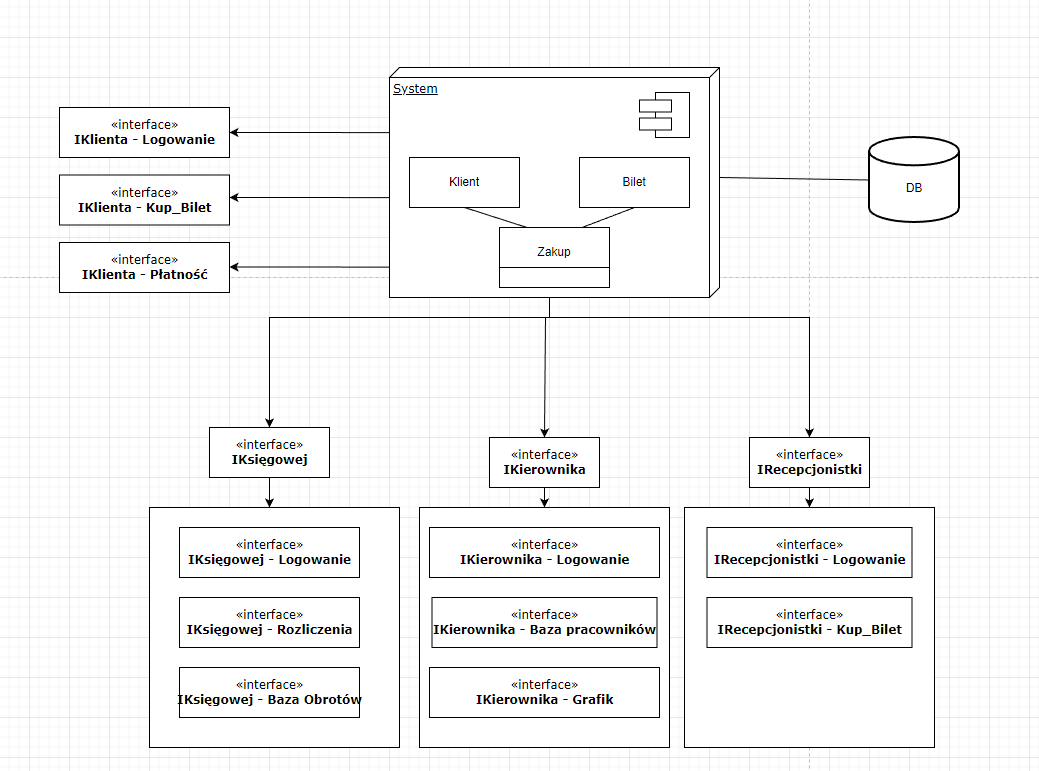 System
«interface»
IKlienta - Logowanie
«interface»
IKlienta - Kup_Bilet
«interface»
IKlienta - Płatność
Klient
Bilet
Zakup
DB
«interface»
IKsięgowej
«interface»
IKierownika
«interface»
IRecepcjonistki
«interface»
IKsięgowej - Logowanie
«interface»
IKsięgowej - Rozliczenia
«interface»
IKsięgowej - Baza Obrotów
«interface»
IKierownika - Logowanie
«interface»
IKierownika - Baza pracowników
«interface»
IKierownika - Grafik
«interface»
IRecepcjonistki - Logowanie
«interface»
IRecepcjonistki - Kup_Bilet